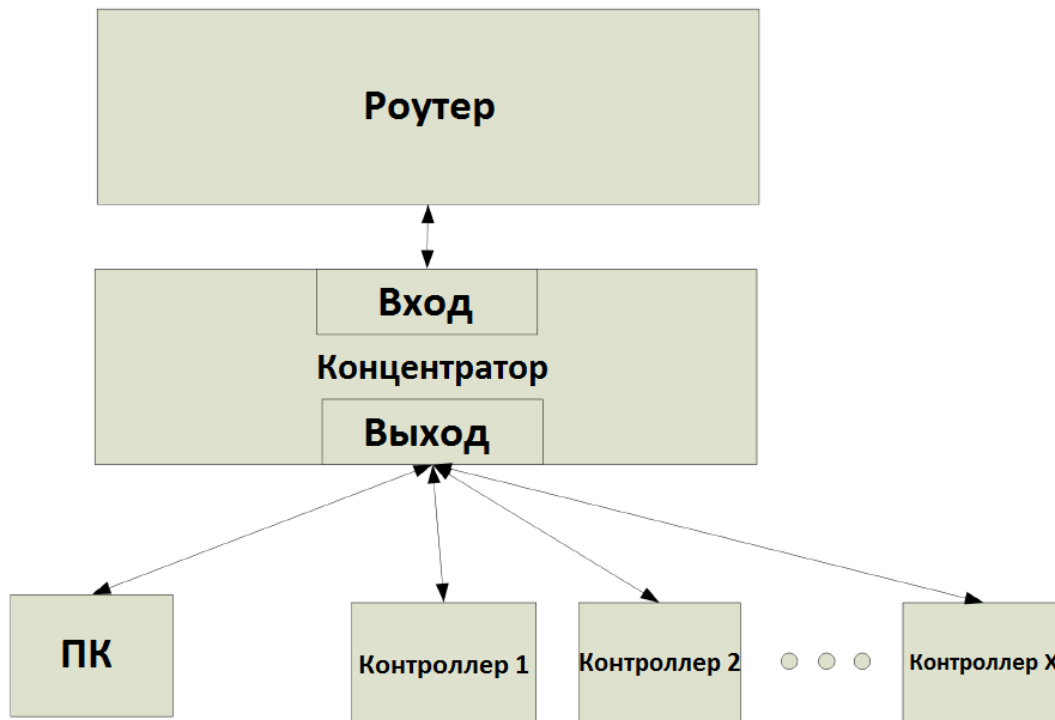 Роутер
Вход
Концентратор
Выход
ПК
Контроллер 1
Контроллер 2
Контроллер X